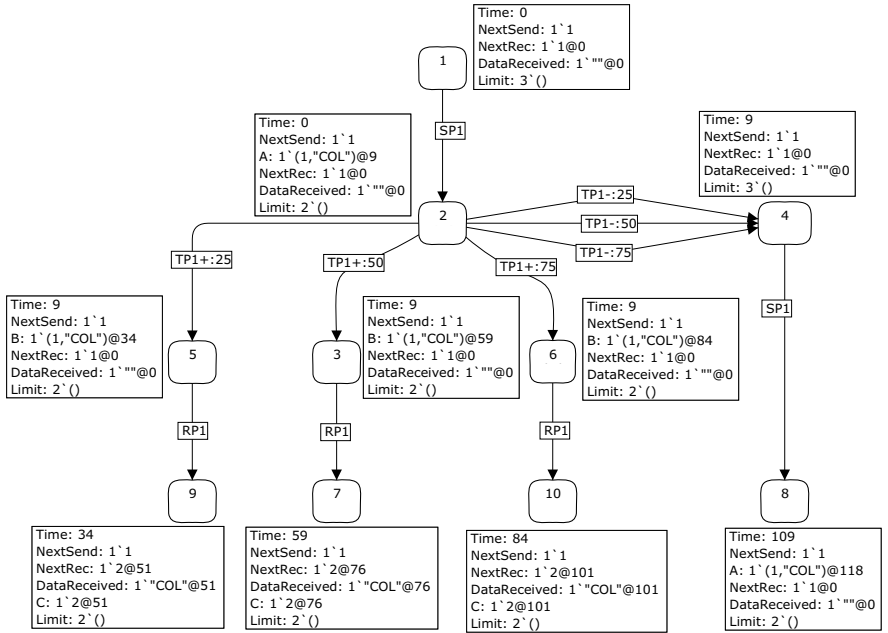 Time: 0
NextSend: 1`1
NextRec: 1`1@0
DataReceived: 1`""@0
Limit: 3`()
1
SP1
Time: 0
NextSend: 1`1
A: 1`(1,"COL")@9
NextRec: 1`1@0
DataReceived: 1`""@0
Limit: 2`()
Time: 9
NextSend: 1`1
NextRec: 1`1@0
DataReceived: 1`""@0
Limit: 3`()
2
TP1-:25
TP1-:50
TP1-:75
4
TP1+:25
TP1+:50
TP1+:75
SP1
Time: 9
NextSend: 1`1
B: 1`(1,"COL")@34
NextRec: 1`1@0
DataReceived: 1`""@0
Limit: 2`()
5
3
Time: 9
NextSend: 1`1
B: 1`(1,"COL")@59
NextRec: 1`1@0
DataReceived: 1`""@0
Limit: 2`()
6
Time: 9
NextSend: 1`1
B: 1`(1,"COL")@84
NextRec: 1`1@0
DataReceived: 1`""@0
Limit: 2`()
RP1
RP1
RP1
9
7
10
8
Time: 34
NextSend: 1`1
NextRec: 1`2@51
DataReceived: 1`"COL"@51
C: 1`2@51
Limit: 2`()
Time: 59
NextSend: 1`1
NextRec: 1`2@76
DataReceived: 1`"COL"@76
C: 1`2@76
Limit: 2`()
Time: 84
NextSend: 1`1
NextRec: 1`2@101
DataReceived: 1`"COL"@101
C: 1`2@101
Limit: 2`()
Time: 109
NextSend: 1`1
A: 1`(1,"COL")@118
NextRec: 1`1@0
DataReceived: 1`""@0
Limit: 2`()